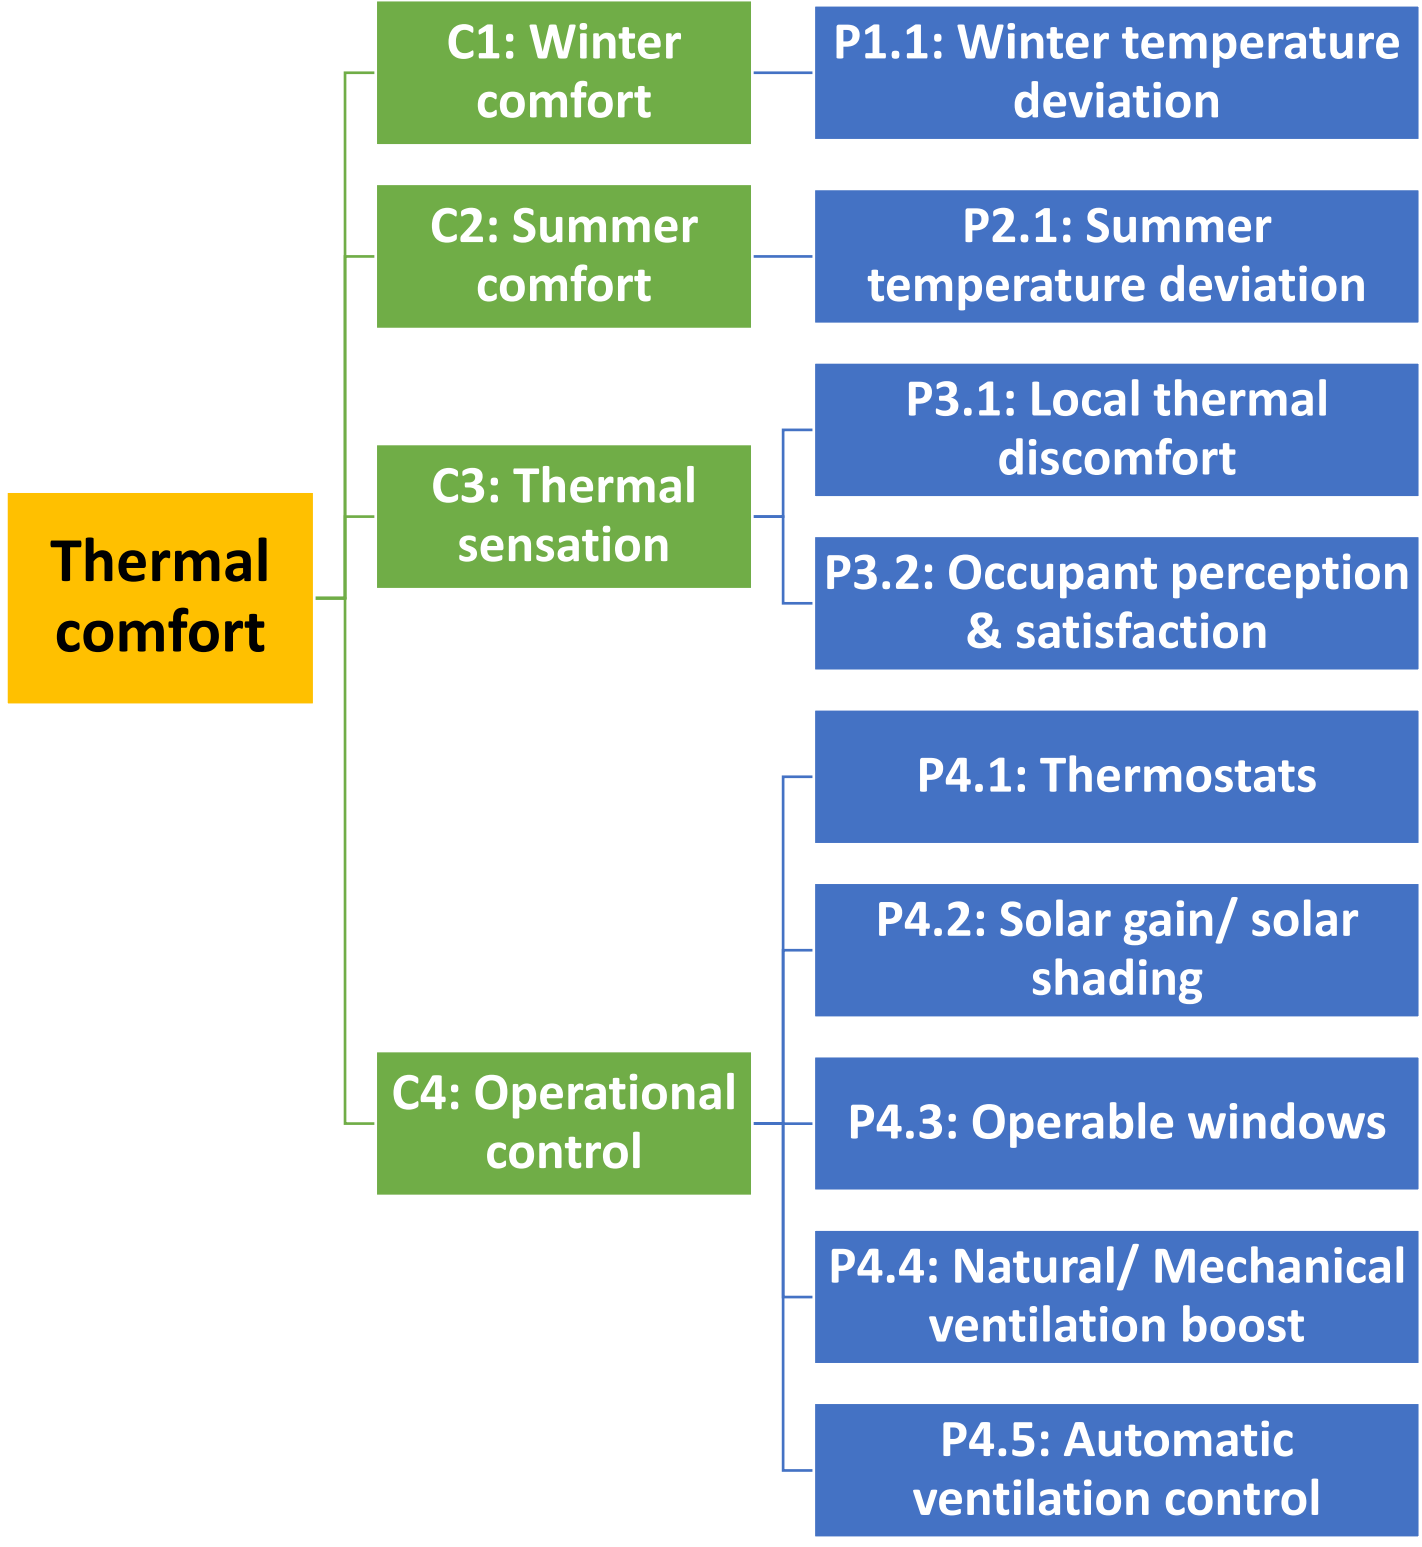 Thermal
comfort
C1: Winter
comfort
P1.1: Winter temperature
deviation
C2: Summer
comfort
P2.1: Summer
temperature deviation
C3: Thermal
sensation
P3.1: Local thermal
discomfort
P3.2: Occupant perception
& satisfaction
C4: Operational
control
P4.1: Thermostats
P4.2: Solar gain/ solar
shading
P4.3: Operable windows
P4.4: Natural/ Mechanical
ventilation boost
P4.5: Automatic
ventilation control